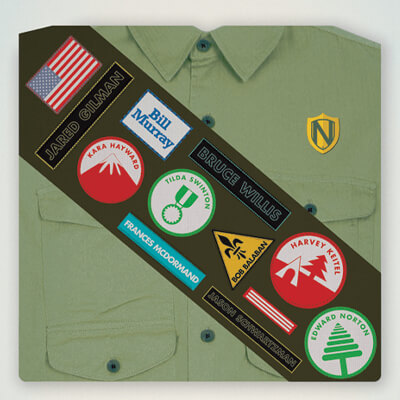 JARED GILMAN
Bill
Murray
KARA HAYWARD
BRUCE WILLIS
TILDA SWINTON
N
FRANCES MCDORMAND
BOB BALABAN
HARVEY KEITEL
JASON SCHWARTZMAN
EDWARD NORTON